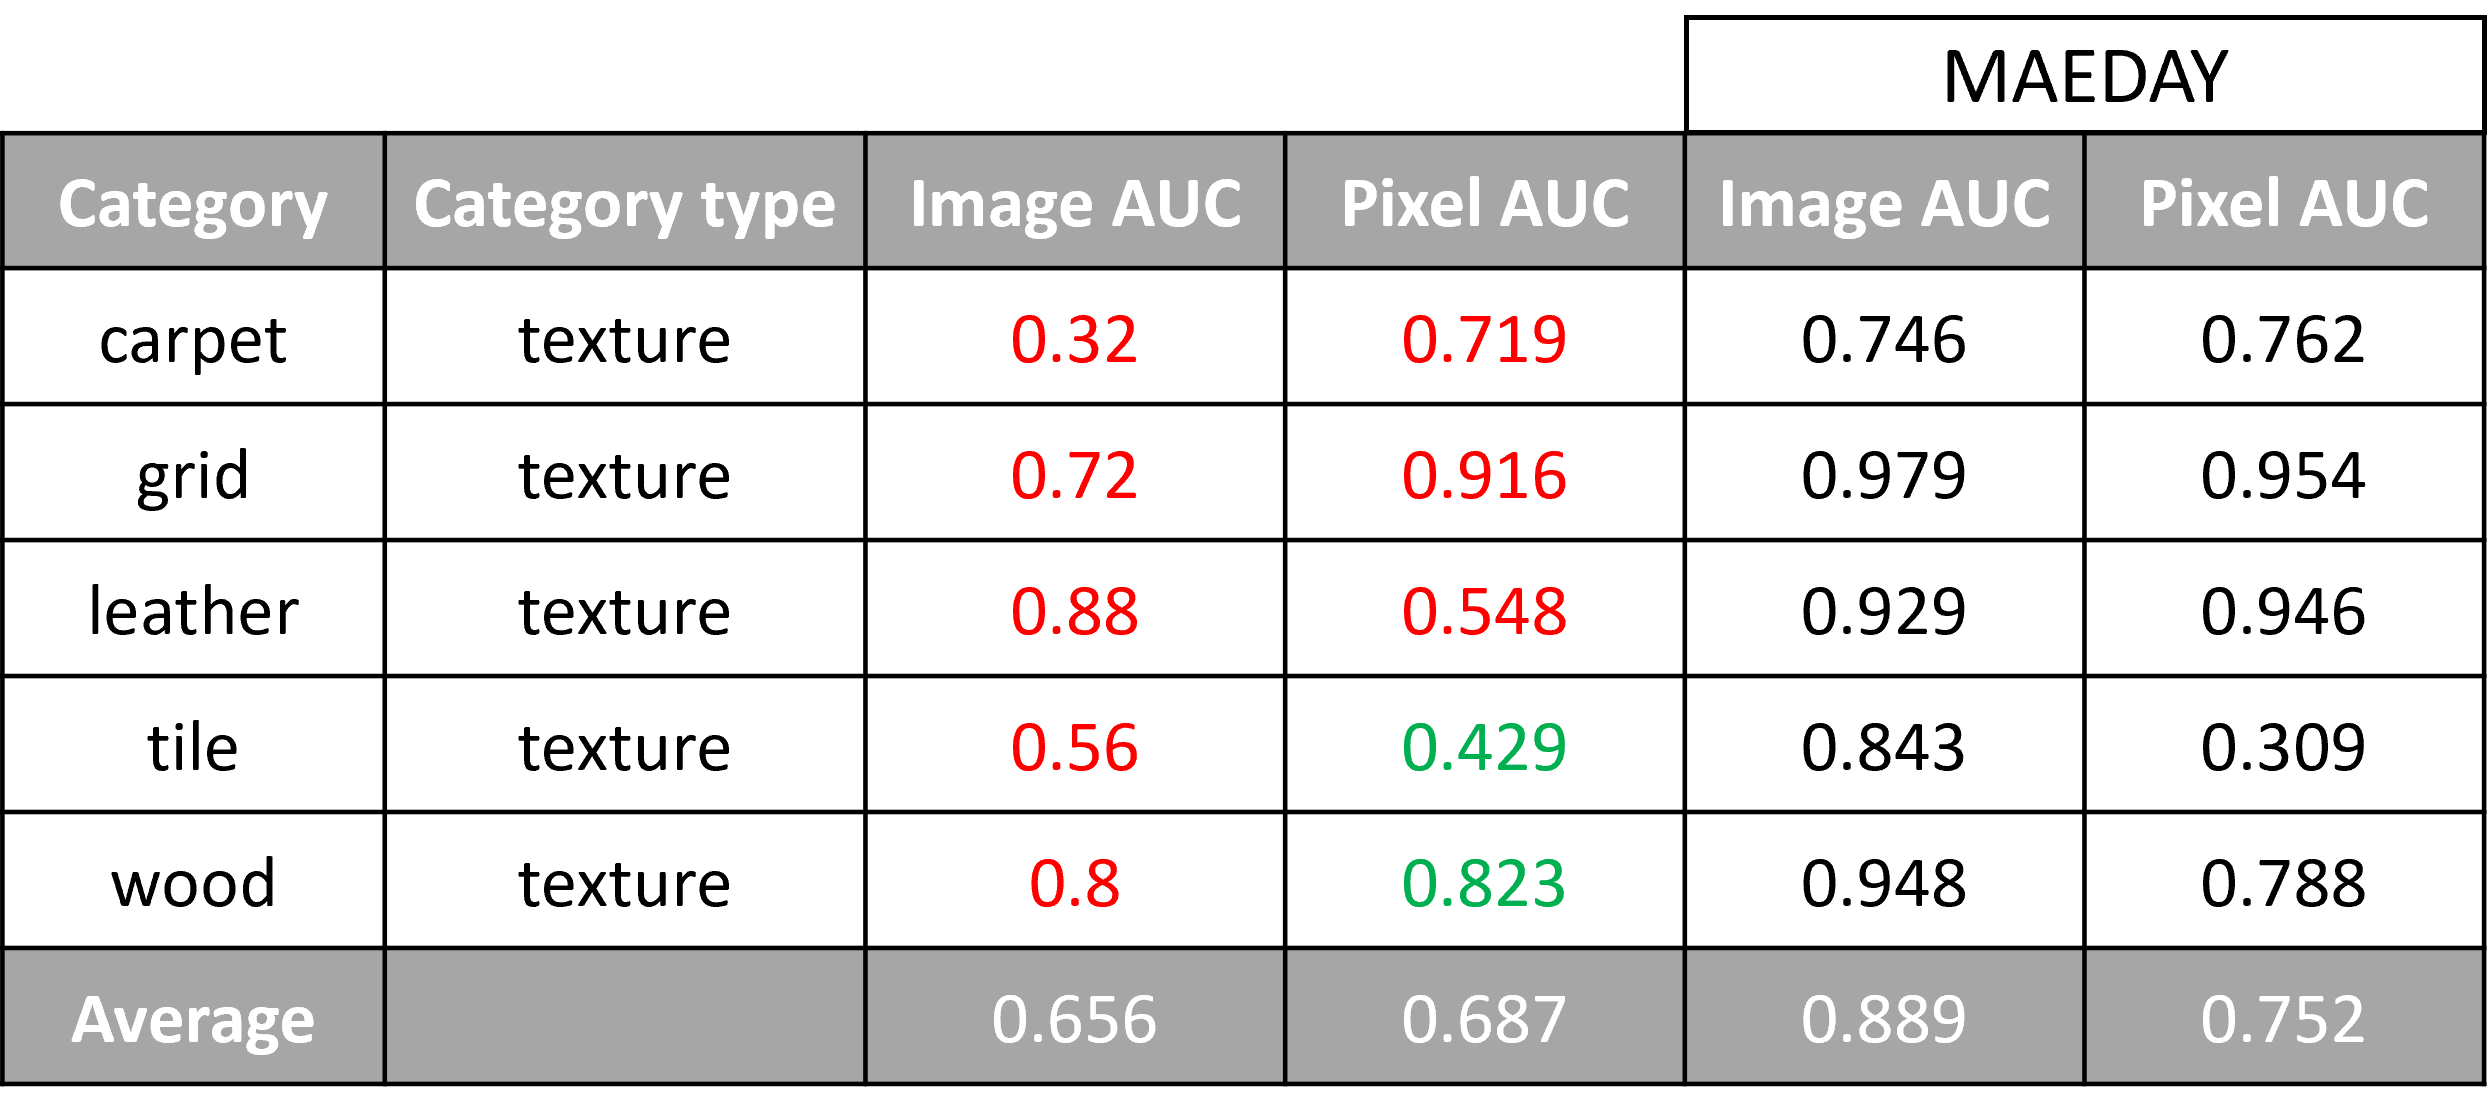 MAEDAY
Category Category type Image AUC Pixel AUC Image AUC Pixel AUC
carpet texture 0.32 0.719 0.746 0.762
grid texture 0.72 0.916 0.979 0.954
leather texture 0.88 0.548 0.929 0.946
tile texture 0.56 0.429 0.843 0.309
wood texture 0.8 0.823 0.948 0.788
Average 0.656 0.687 0.889 0.752